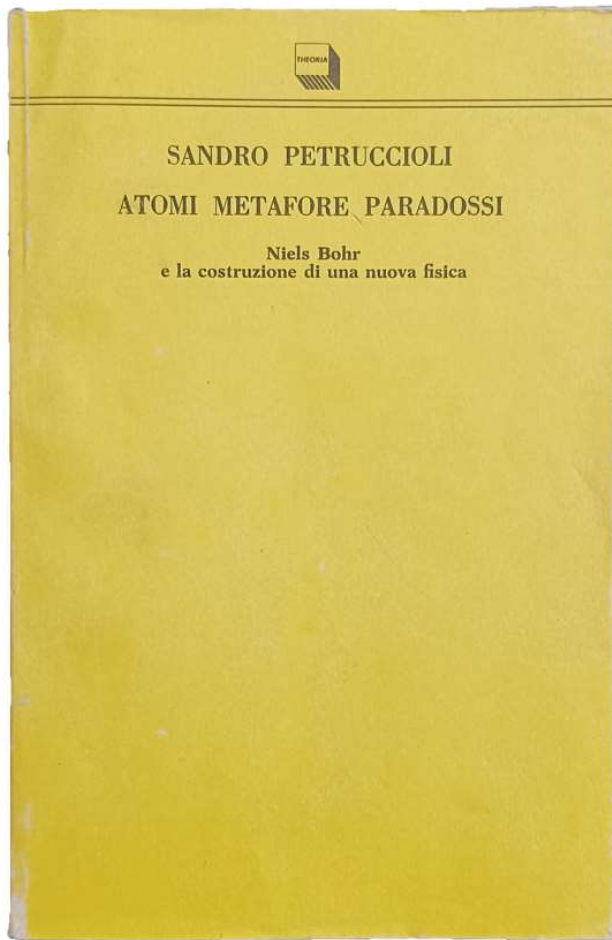 THEORIA
SANDRO PETRUCCIOLI
ATOMI METAFORE PARADOSSI
Niels Bohr
e la costruzione di una nuova fisica